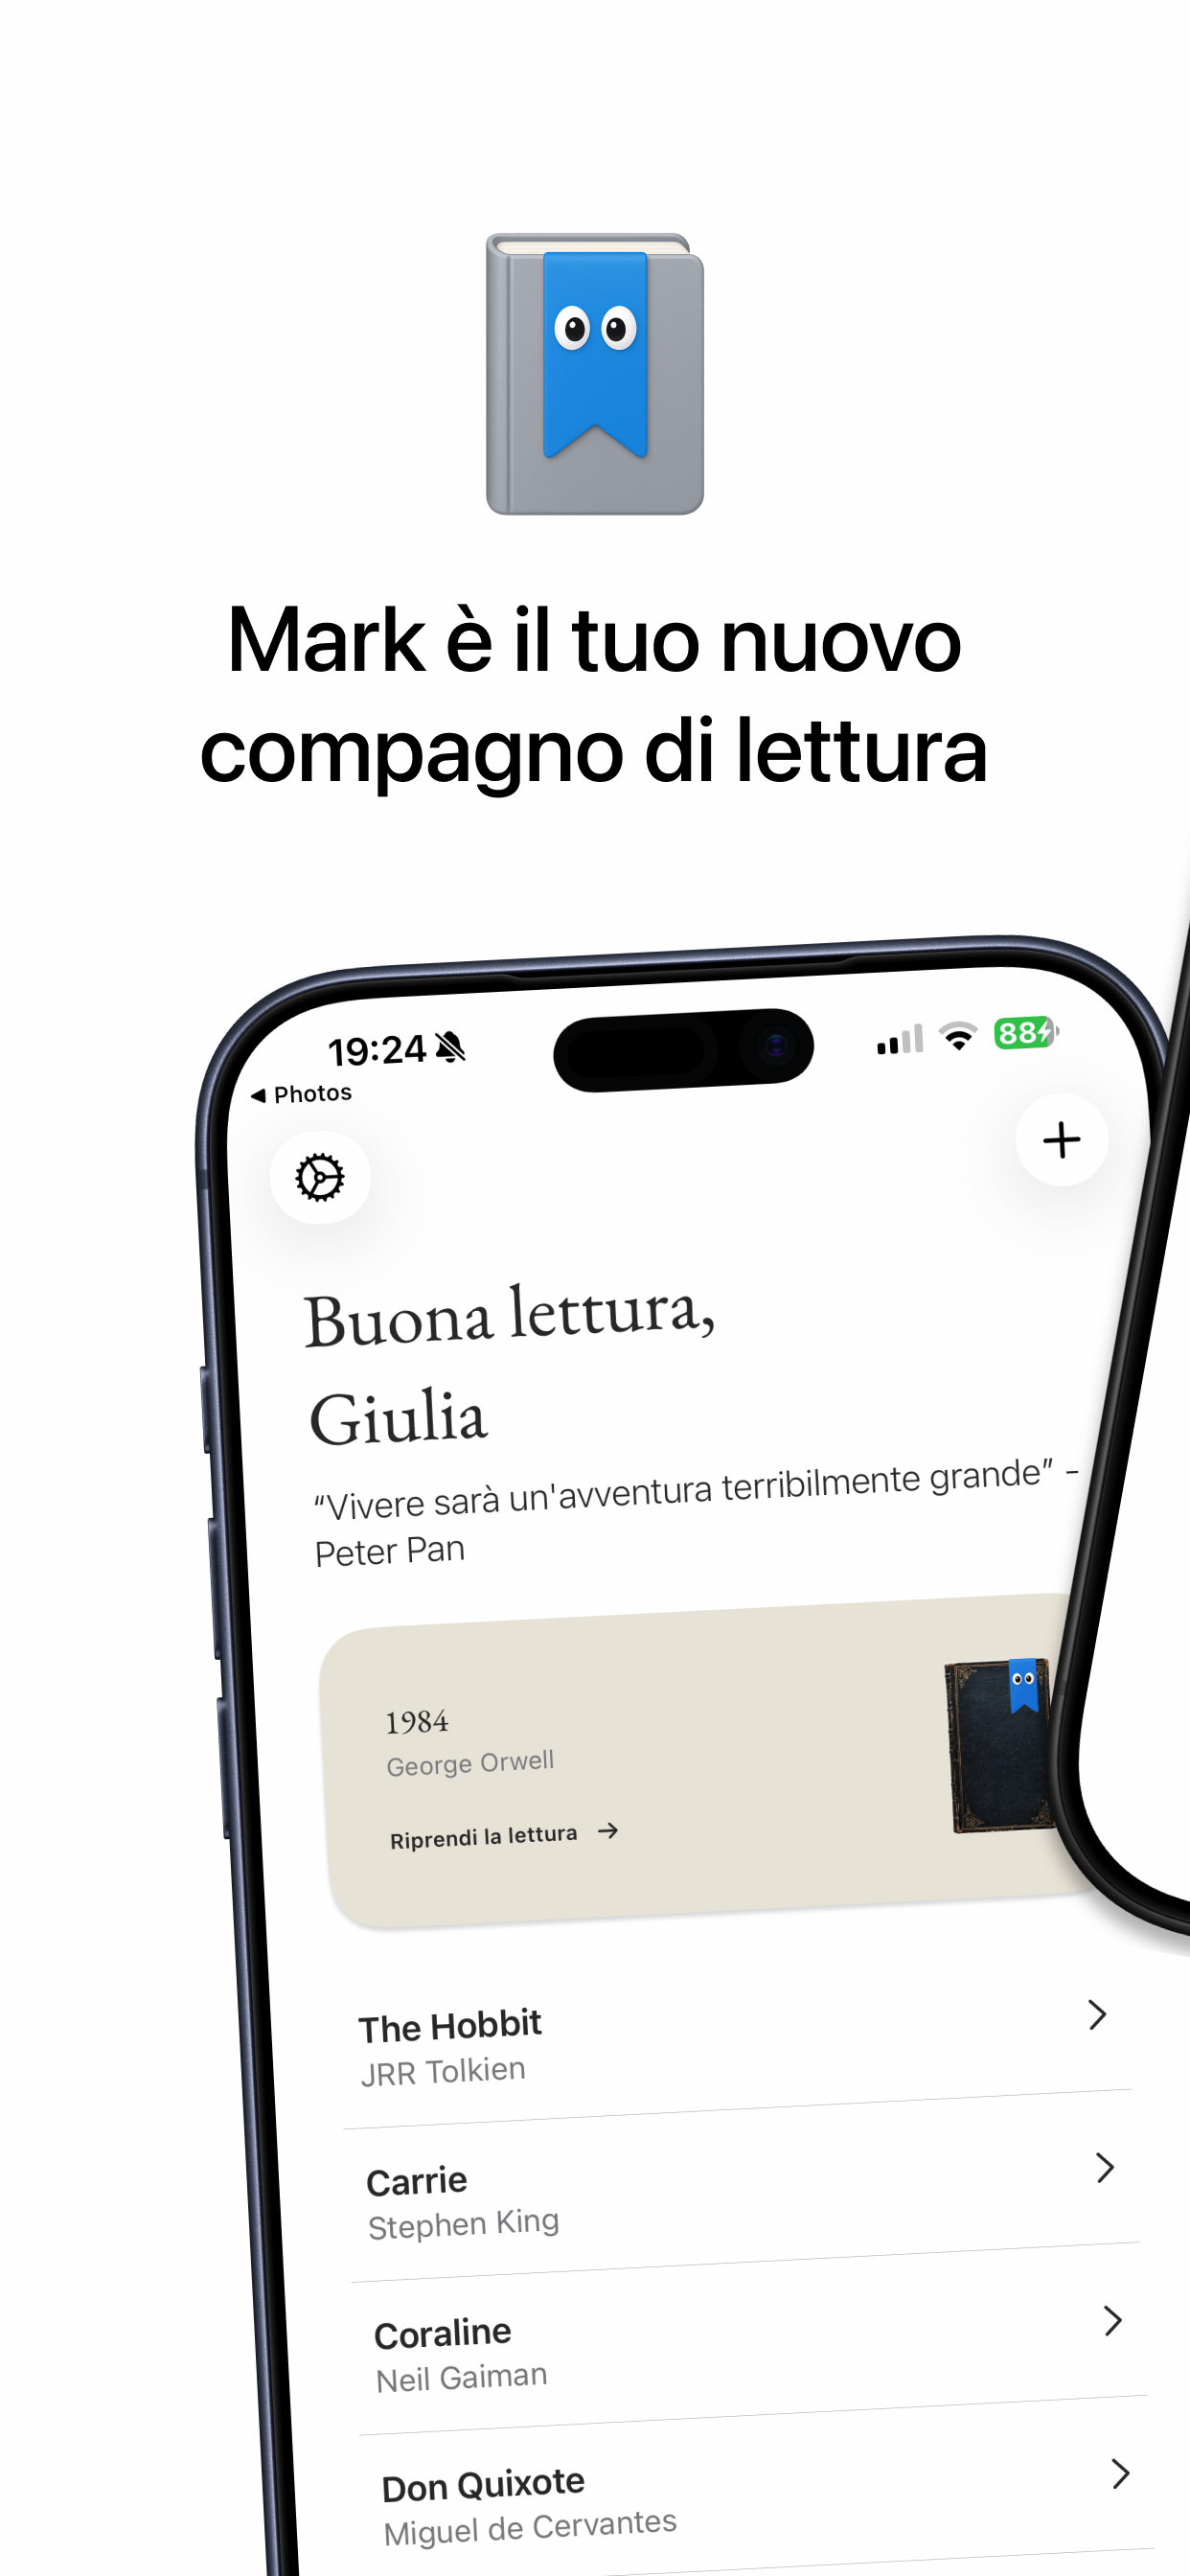 Mark è il tuo nuovo
compagno di lettura
19:24
88
◀ Photos
Buona lettura,
Giulia
“Vivere sarà un'avventura terribilmente grande” -
Peter Pan
1984
George Orwell
Riprendi la lettura →
The Hobbit
JRR Tolkien
Carrie
Stephen King
Coraline
Neil Gaiman
Don Quixote
Miguel de Cervantes